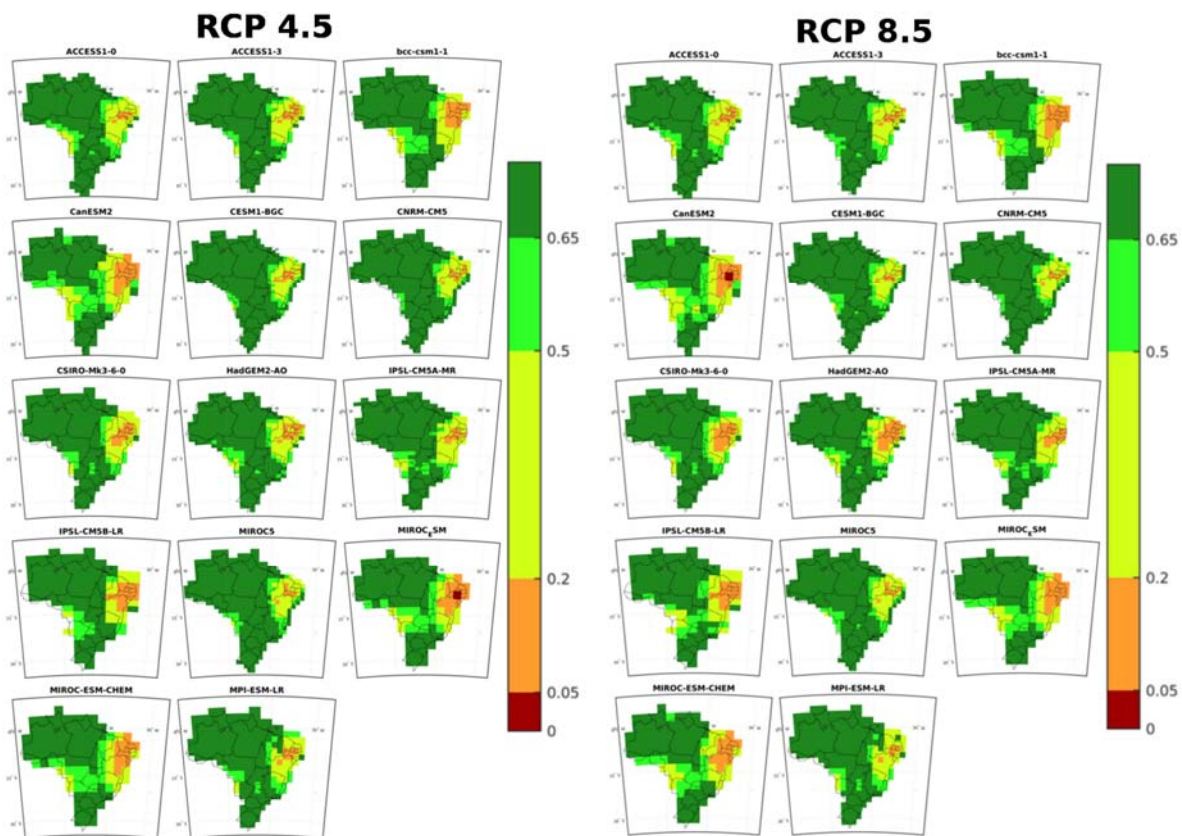 RCP 4.5
ACCESS1-0 ACCESS1-3 bcc-csm1-1
CanESM2 CESM1-BGC CNRM-CM5
CSIRO-Mk3-6-0 HadGEM2-AO IPSL-CM5A-MR
IPSL-CM5B-LR MIROC5 MIROC_ESM
MIROC-ESM-CHEM MPI-ESM-LR
0.65
0.5
0.2
0.05
0
RCP 8.5
ACCESS1-0 ACCESS1-3 bcc-csm1-1
CanESM2 CESM1-BGC CNRM-CM5
CSIRO-Mk3-6-0 HadGEM2-AO IPSL-CM5A-MR
IPSL-CM5B-LR MIROC5 MIROC_ESM
MIROC-ESM-CHEM MPI-ESM-LR
0.65
0.5
0.2
0.05
0